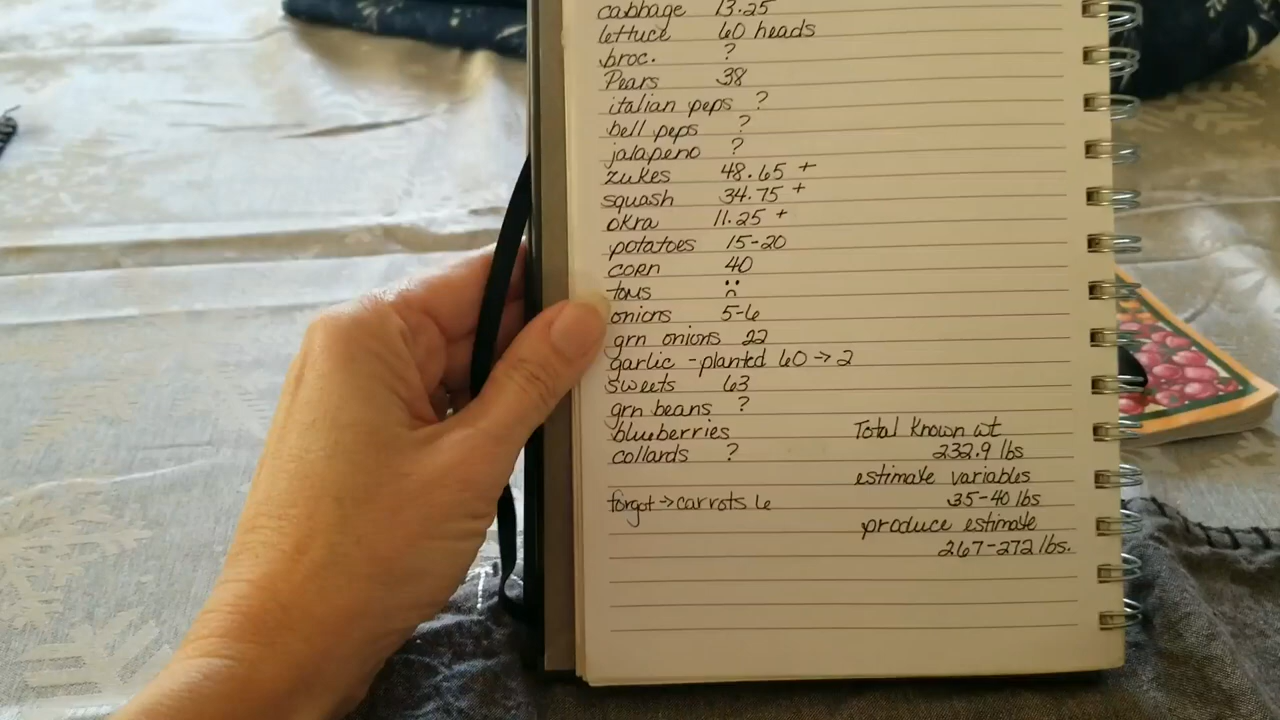 cabbage 13.25
lettuce 60 heads
broc. ?
Pears 38
italian peps ?
bell peps ?
jalapeno ?
zukes 48.65 +
squash 34.75 +
okra 11.25 +
potatoes 15-20
corn 40
toms :(
onions 5-6
grn onions 22
garlic - planted 60 → 2
sweets 63
grn beans ?
blueberries
collards ?
forgot → carrots 6
Total Known wt
232.9 lbs
estimate variables
35-40 lbs
produce estimate
267-272 lbs.